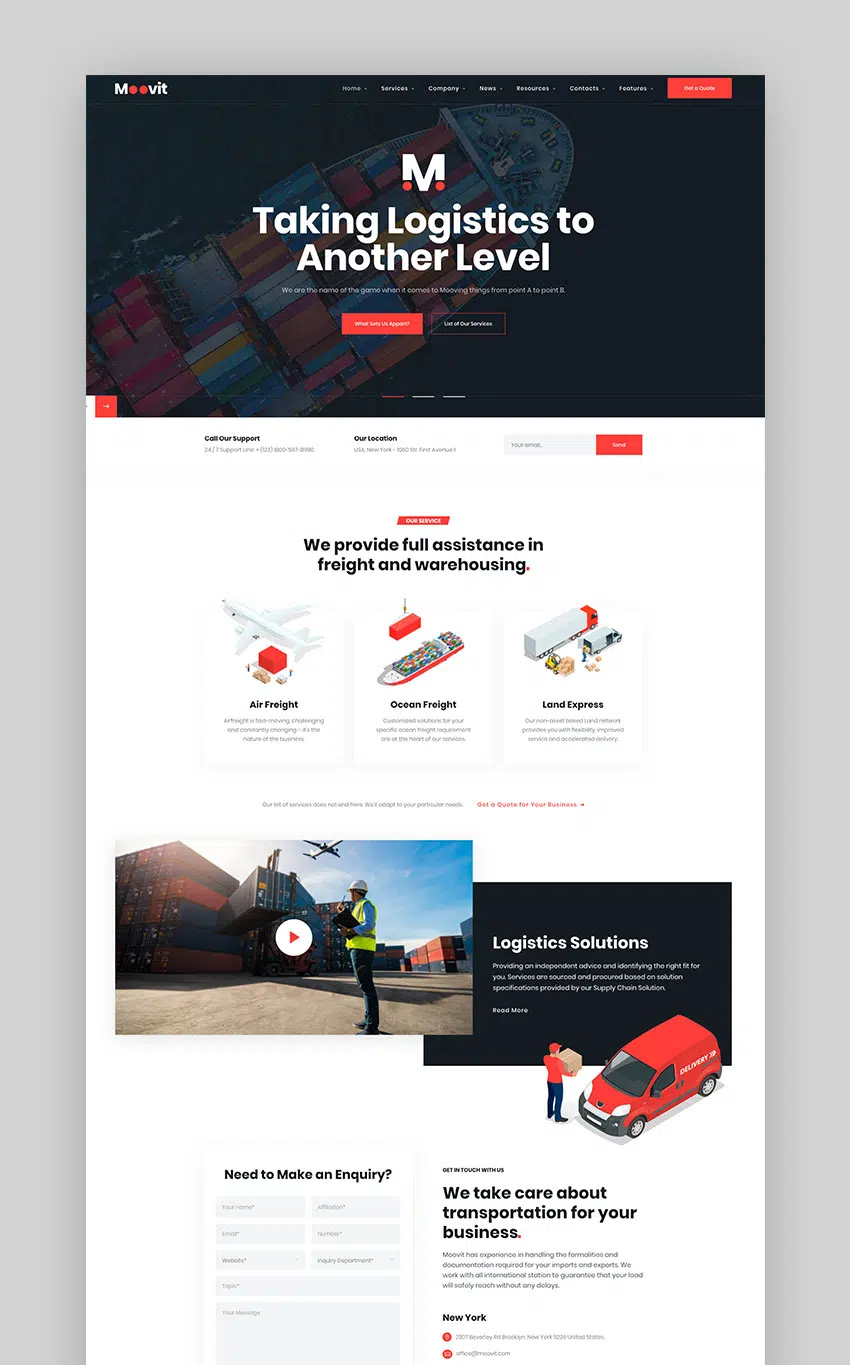 Moovit
Home
Services
Company
News
Resources
Contacts
Features
Get a Quote
M
Taking Logistics to
Another Level
We are the name of the game when it comes to Mooving things from point A to point B.
What Sets Us Appart?
List of Our Services
Call Our Support
24 / 7 Support Line: + (123) 1800-567-8990
Our Location
USA, New York - 1060 Str. First Avenue 1
Your email..
Send
OUR SERVICE
We provide full assistance in
freight and warehousing.
Air Freight
Airfreight is fast-moving, challenging
and constantly changing – it's the
nature of the business.
Ocean Freight
Customized solutions for your
specific ocean freight requirement
are at the heart of our services.
Land Express
Our non-asset based Land network
provides you with flexibility, improved
service and accelerated delivery.
Our list of services does not end here. We'll adapt to your particular needs.
Get a Quote for Your Business
Logistics Solutions
Providing an independent advice and identifying the right fit for
you. Services are sourced and procured based on solution
specifications provided by our Supply Chain Solution.
Read More
DELIVERY
Need to Make an Enquiry?
Your name*
Affiliation*
Email*
Number*
Website*
Inquiry Department*
Topic*
Your Message
GET IN TOUCH WITH US
We take care about
transportation for your
business.
Moovit has experience in handling the formalities and
documentation required for your imports and exports. We
work with all international station to guarantee that your load
will safely reach without any delays.
New York
2307 Beverley Rd Brooklyn, New York 11226 United States.
office@moovit.com